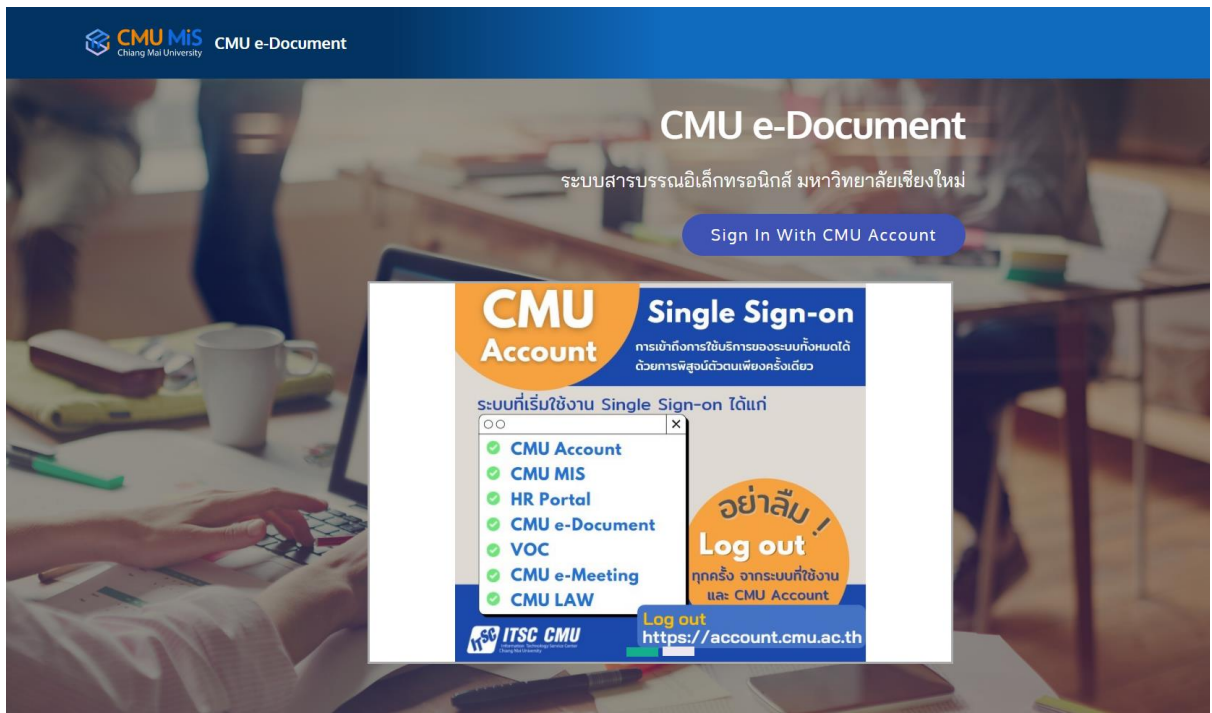 CMU MiS
Chiang Mai University
CMU e-Document
CMU e-Document
ระบบสารบรรณอิเล็กทรอนิกส์ มหาวิทยาลัยเชียงใหม่
Sign In With CMU Account
CMU
Account
Single Sign-on
การเข้าถึงการใช้บริการของระบบทั้งหมดได้
ด้วยการพิสูจน์ตัวตนเพียงครั้งเดียว
ระบบที่เริ่มใช้งาน Single Sign-on ได้แก่
CMU Account
CMU MIS
HR Portal
CMU e-Document
VOC
CMU e-Meeting
CMU LAW
อย่าลืม !
Log out
ทุกครั้ง จากระบบที่ใช้งาน
และ CMU Account
Log out
https://account.cmu.ac.th
ITSC ITSC CMU
Information Technology Service Center
Chiang Mai University